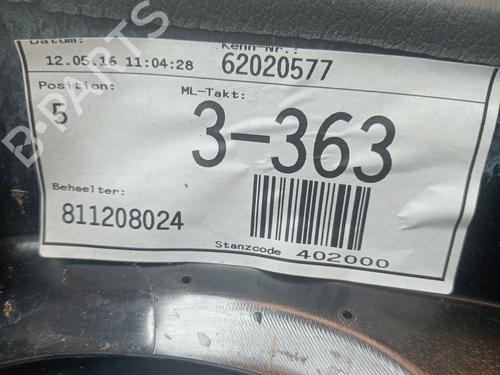 Datum: Kenn-Nr.:
12.05.16 11:04:28 62020577
Position: ML-Takt:
5 3-363
Behaelter:
811208024
Stanzcode 402000
B-PARTS